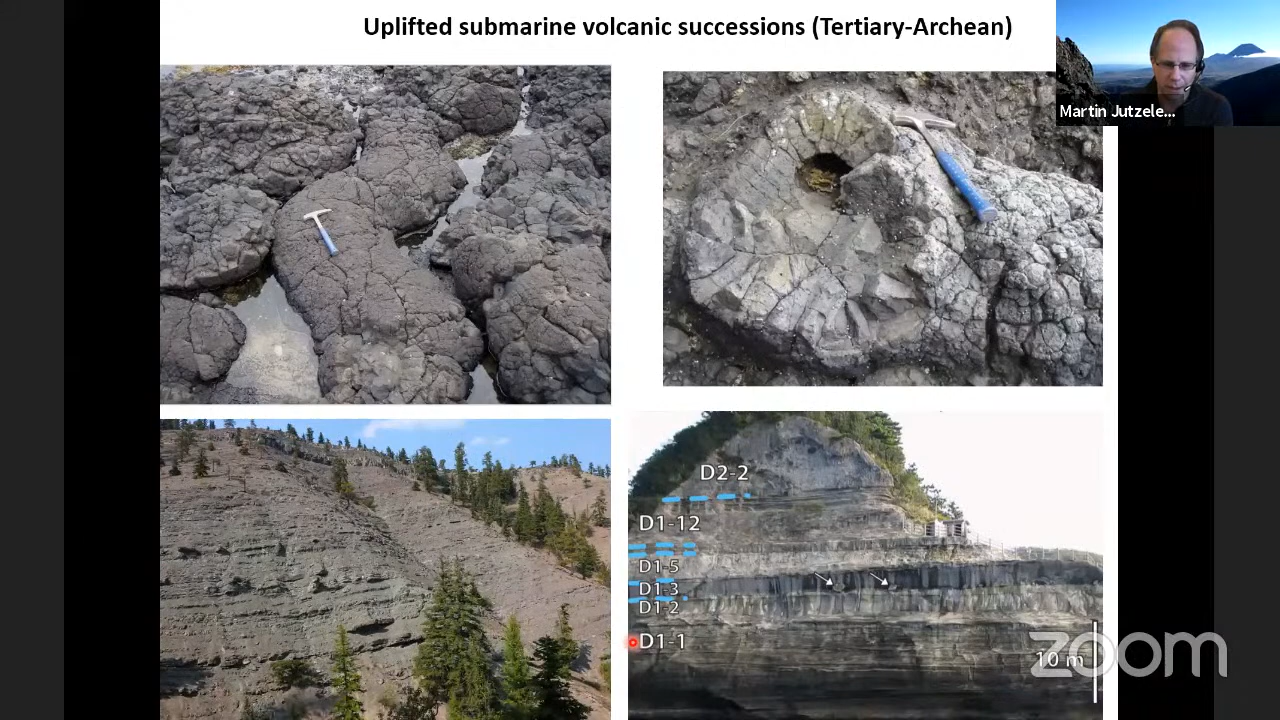 Uplifted submarine volcanic successions (Tertiary-Archean)
Martin Jutzele...
D2-2
D1-12
D1-5
D1-3
D1-2
D1-1
10 m
zoom